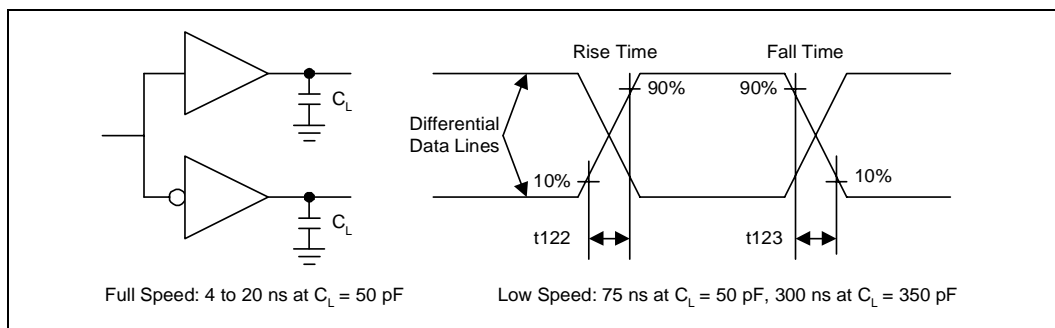 Rise Time
Fall Time
90%
90%
C_L
Differential
Data Lines
10%
10%
C_L
t122
t123
Full Speed: 4 to 20 ns at C_L = 50 pF
Low Speed: 75 ns at C_L = 50 pF, 300 ns at C_L = 350 pF